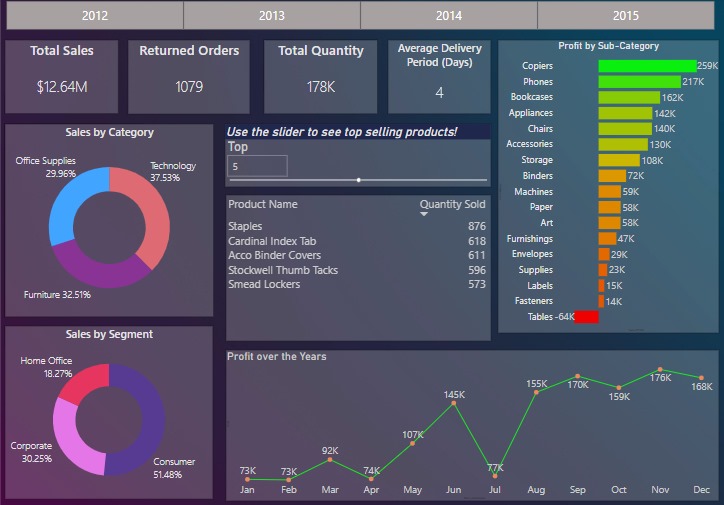 2012 2013 2014 2015
Total Sales
$12.64M
Returned Orders
1079
Total Quantity
178K
Average Delivery
Period (Days)
4
Profit by Sub-Category
Copiers 259K
Phones 217K
Bookcases 162K
Appliances 142K
Chairs 140K
Accessories 130K
Storage 108K
Binders 72K
Machines 59K
Paper 58K
Art 58K
Furnishings 47K
Envelopes 29K
Supplies 23K
Labels 15K
Fasteners 14K
Tables -64K
Sales by Category
Office Supplies
29.96%
Technology
37.53%
Furniture 32.51%
Use the slider to see top selling products!
Top
5
Product Name Quantity Sold
Staples 876
Cardinal Index Tab 618
Acco Binder Covers 611
Stockwell Thumb Tacks 596
Smead Lockers 573
Sales by Segment
Home Office
18.27%
Corporate
30.25%
Consumer
51.48%
Profit over the Years
73K 73K 92K 74K 107K 145K 77K 155K 170K 159K 176K 168K
Jan Feb Mar Apr May Jun Jul Aug Sep Oct Nov Dec